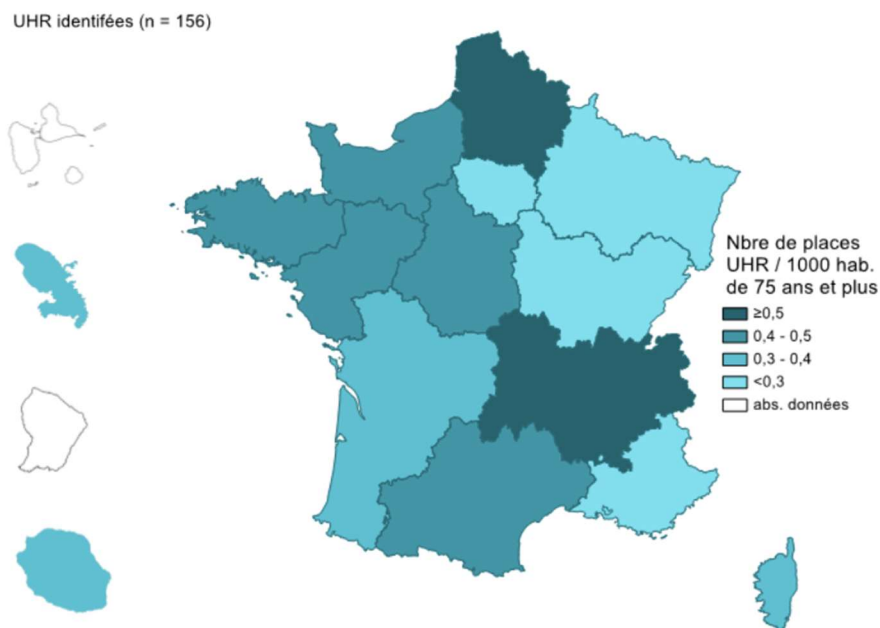 UHR identifées (n = 156)
Nbre de places
UHR / 1000 hab.
de 75 ans et plus
≥0,5
0,4 - 0,5
0,3 - 0,4
<0,3
abs. données